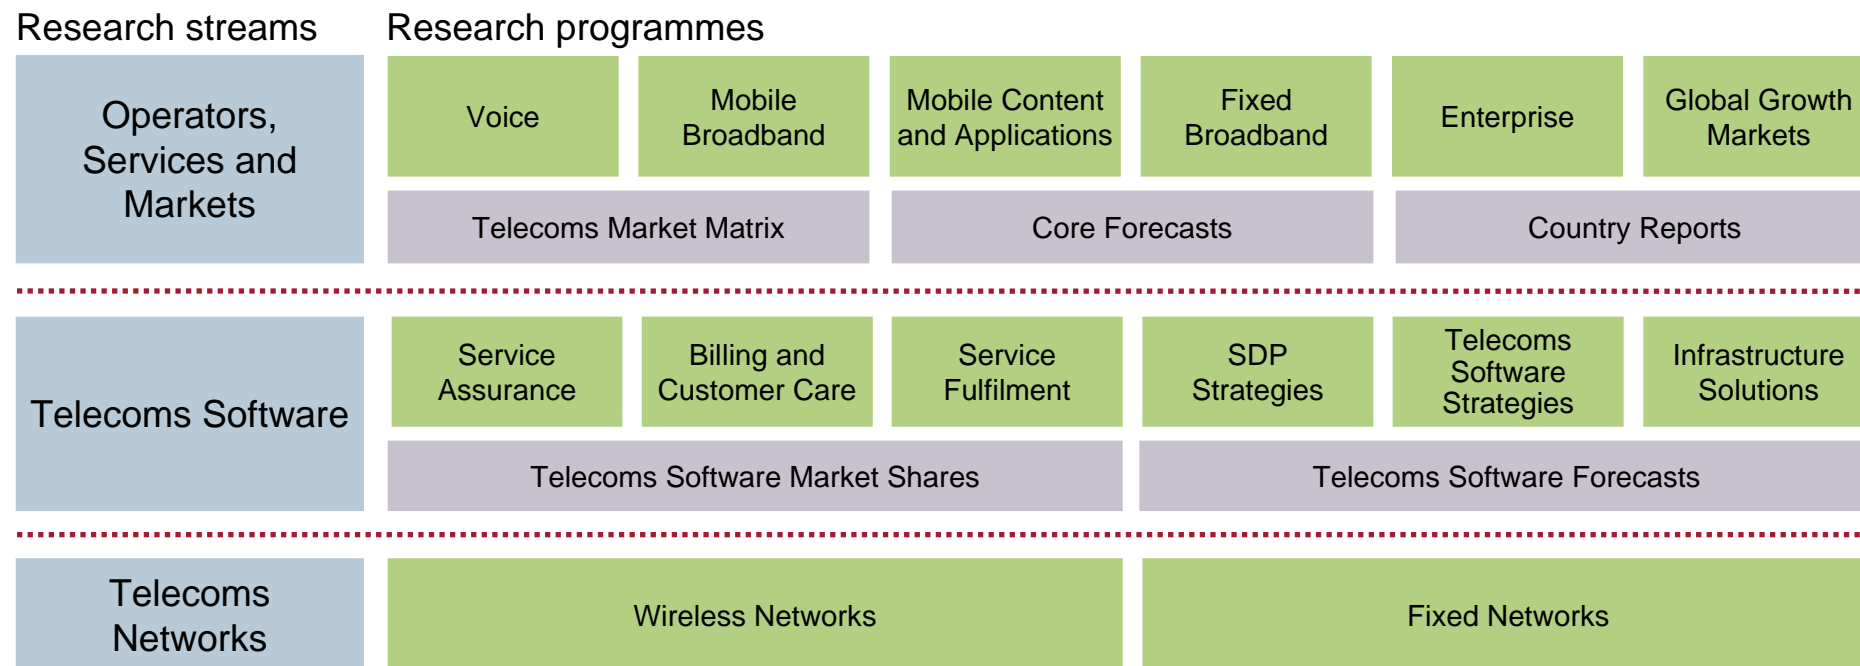 Research streams
Research programmes
Operators,
Services and
Markets
Voice
Mobile
Broadband
Mobile Content
and Applications
Fixed
Broadband
Enterprise
Global Growth
Markets
Telecoms Market Matrix
Core Forecasts
Country Reports
Telecoms Software
Service
Assurance
Billing and
Customer Care
Service
Fulfilment
SDP
Strategies
Telecoms
Software
Strategies
Infrastructure
Solutions
Telecoms Software Market Shares
Telecoms Software Forecasts
Telecoms
Networks
Wireless Networks
Fixed Networks